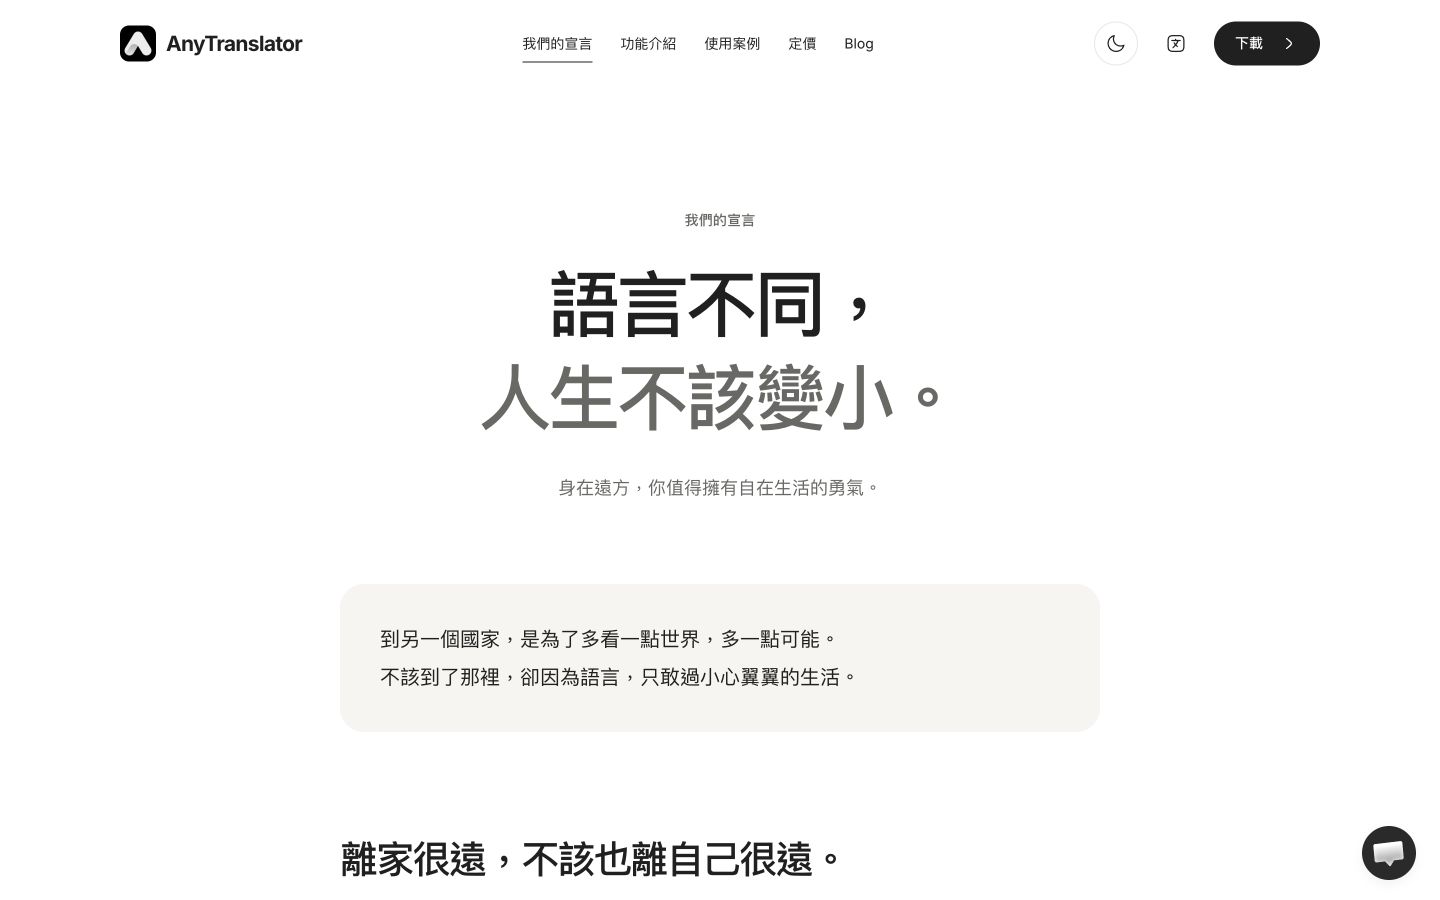 AnyTranslator
我們的宣言
功能介紹
使用案例
定價
Blog
文
下載
我們的宣言
語言不同，
人生不該變小。
身在遠方，你值得擁有自在生活的勇氣。
到另一個國家，是為了多看一點世界，多一點可能。
不該到了那裡，卻因為語言，只敢過小心翼翼的生活。
離家很遠，不該也離自己很遠。